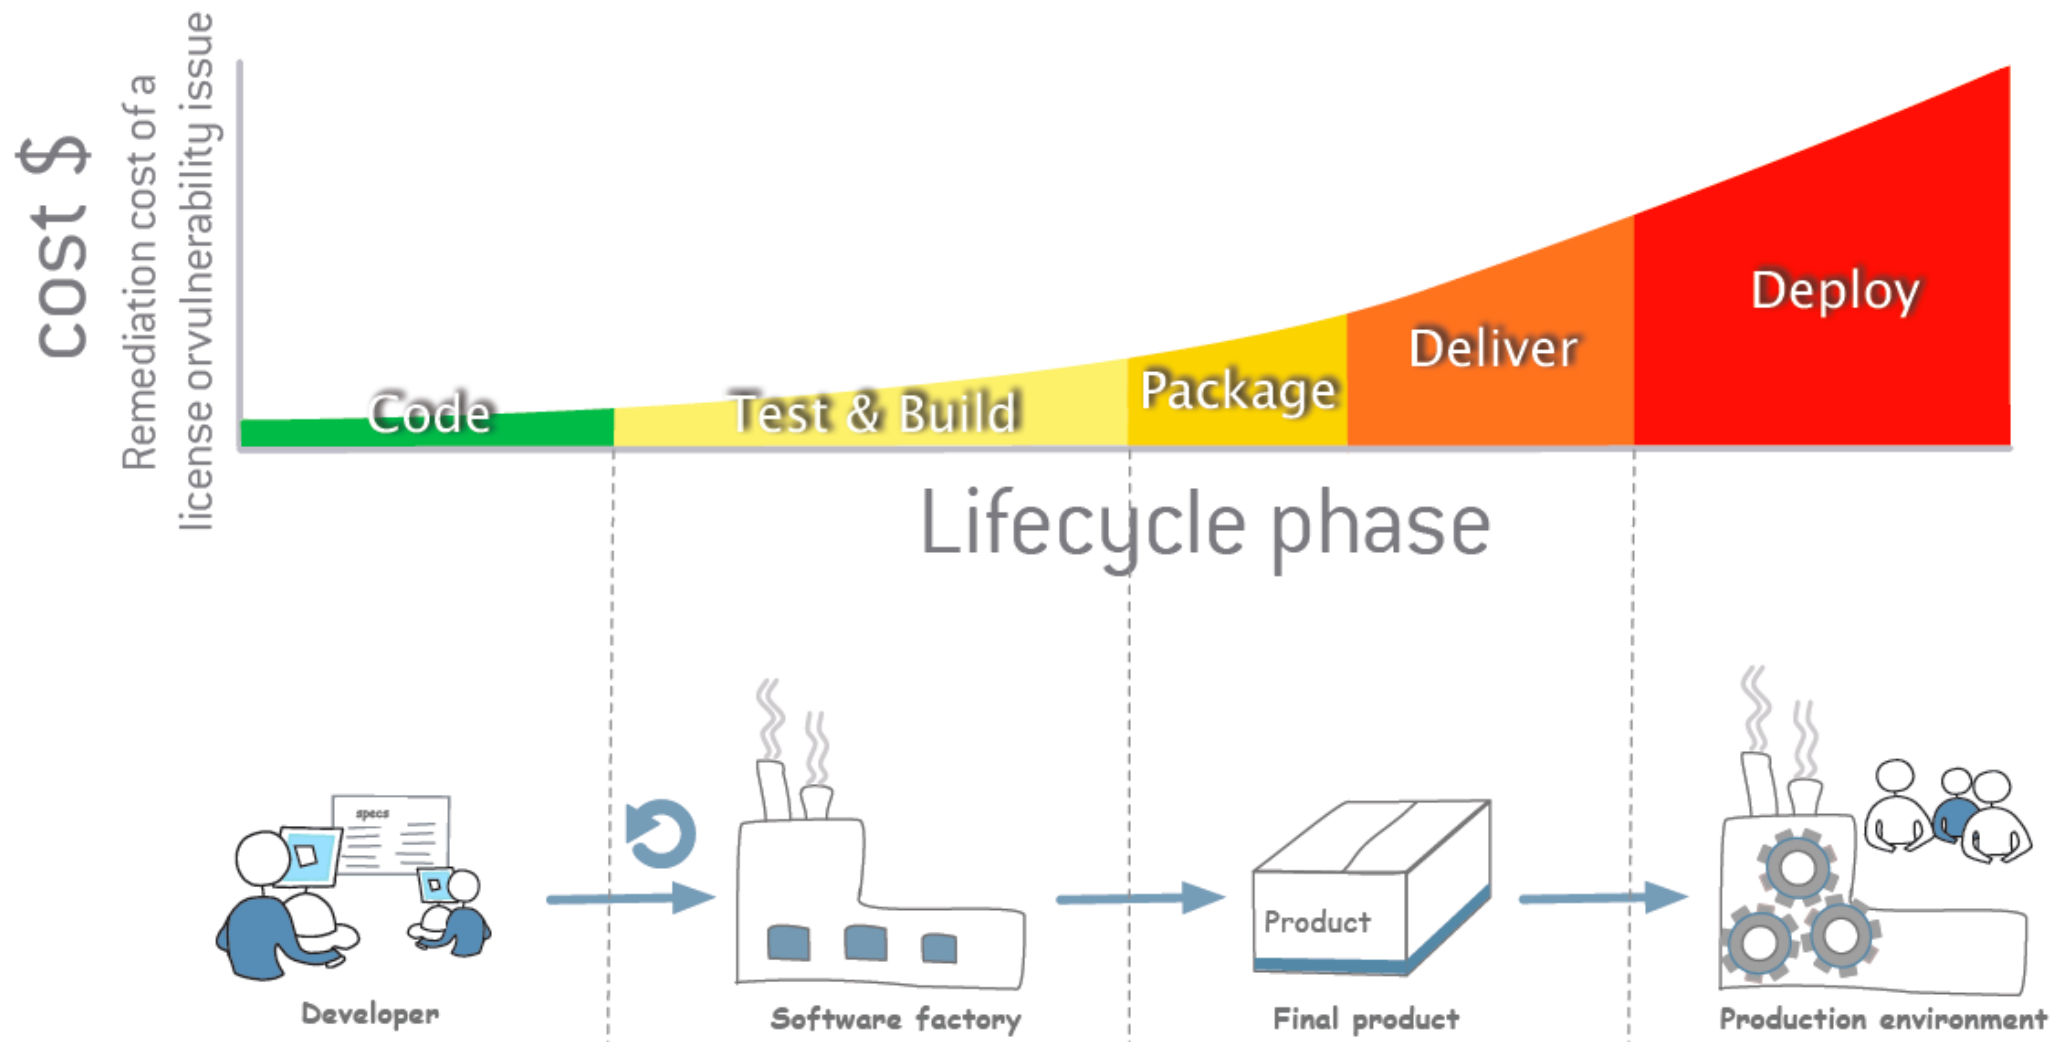 cost $
Remediation cost of a
license orvulnerability issue
Code
Test & Build
Package
Deliver
Deploy
Lifecycle phase
specs
Product
Developer
Software factory
Final product
Production environment